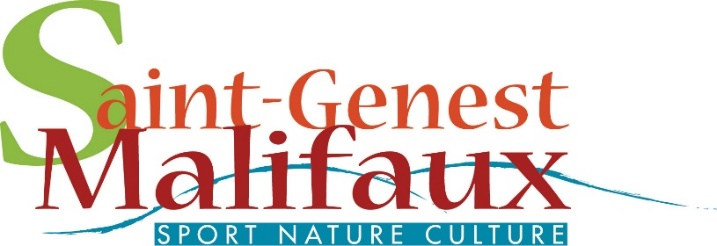 Saint-Genest
Malifaux
SPORT NATURE CULTURE